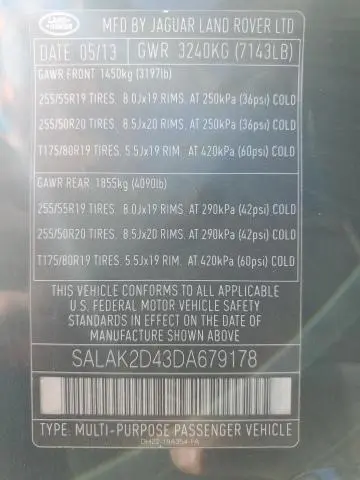 LAND ROVER
MFD BY JAGUAR LAND ROVER LTD
DATE 05/13 GWR 3240KG (7143LB)
GAWR FRONT 1450kg (3197lb)
255/55R19 TIRES. 8.0Jx19 RIMS. AT 250kPa (36psi) COLD
255/50R20 TIRES. 8.5Jx20 RIMS. AT 250kPa (36psi) COLD
T175/80R19 TIRES. 5.5Jx19 RIM. AT 420kPa (60psi) COLD
GAWR REAR 1855kg (4090lb)
255/55R19 TIRES. 8.0Jx19 RIMS. AT 290kPa (42psi) COLD
255/50R20 TIRES. 8.5Jx20 RIMS. AT 290kPa (42psi) COLD
T175/80R19 TIRES. 5.5Jx19 RIM. AT 420kPa (60psi) COLD
THIS VEHICLE CONFORMS TO ALL APPLICABLE
U.S. FEDERAL MOTOR VEHICLE SAFETY
STANDARDS IN EFFECT ON THE DATE OF
MANUFACTURE SHOWN ABOVE
SALAK2D43DA679178
TYPE: MULTI-PURPOSE PASSENGER VEHICLE
DH22-19A354-FA